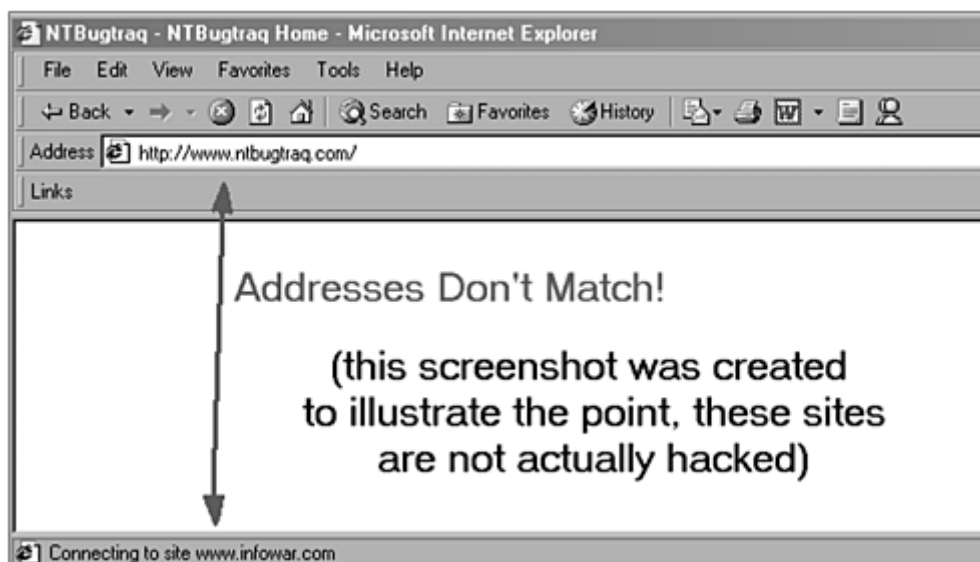 NTBugtraq - NTBugtraq Home - Microsoft Internet Explorer
File Edit View Favorites Tools Help
Back Search Favorites History
Address http://www.ntbugtraq.com/
Links
Addresses Don't Match!
(this screenshot was created
to illustrate the point, these sites
are not actually hacked)
Connecting to site www.infowar.com